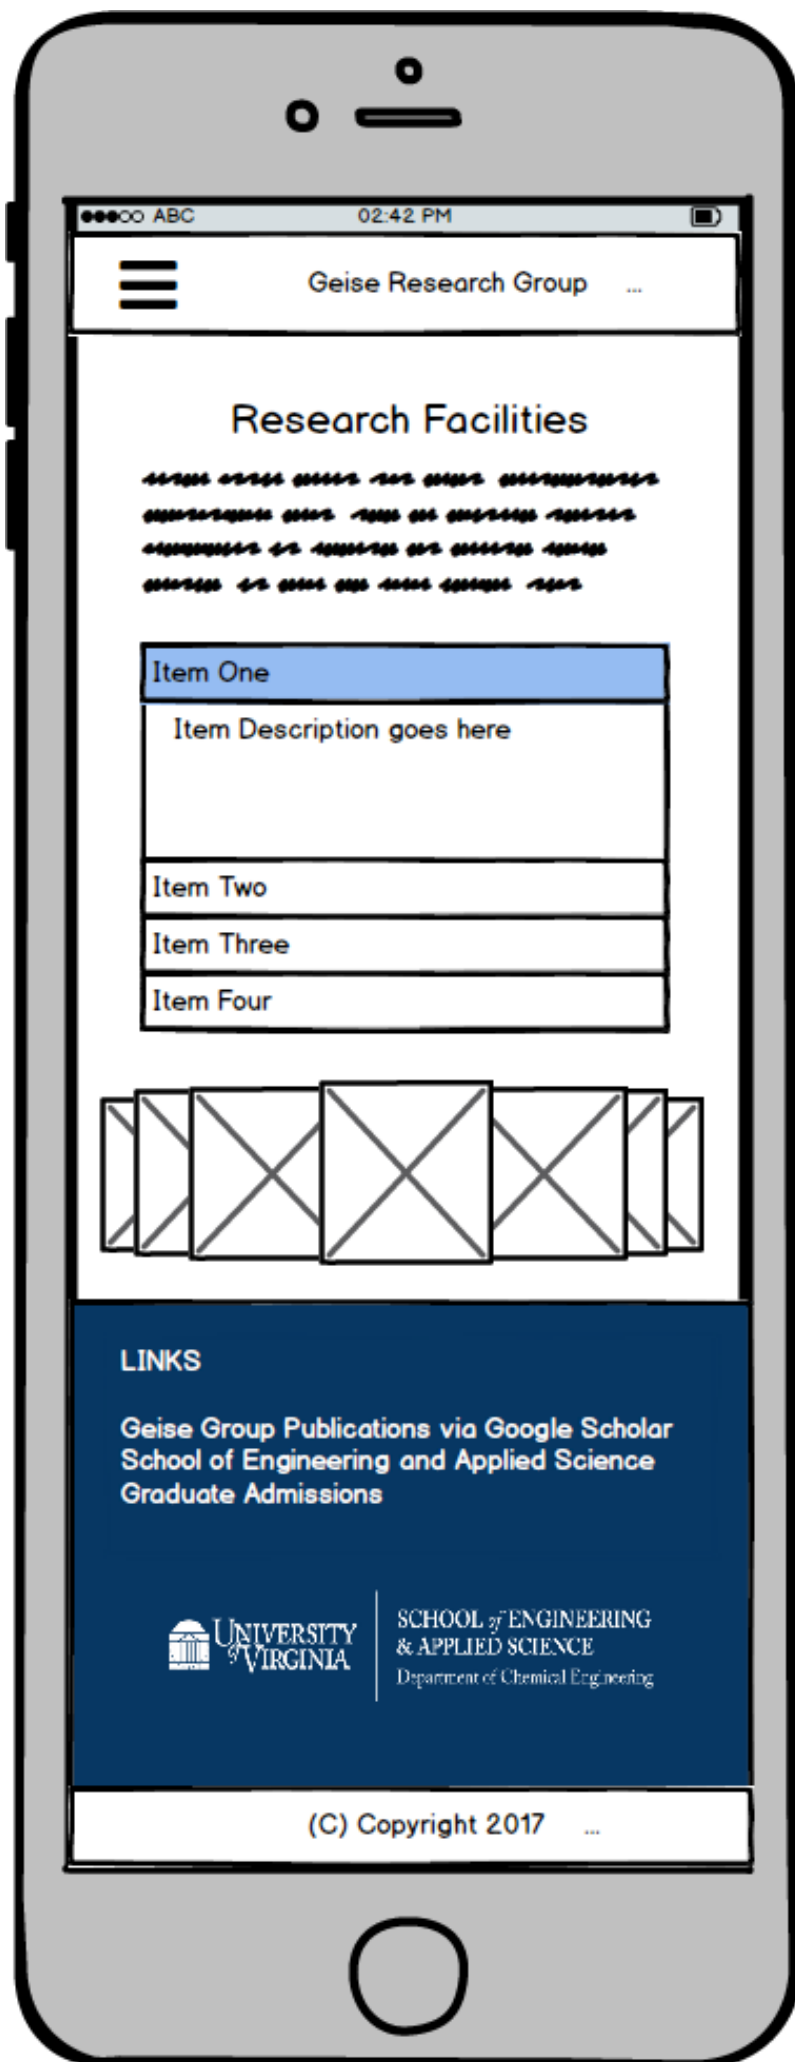 ABC
02:42 PM
Geise Research Group ...
Research Facilities
Item One
Item Description goes here
Item Two
Item Three
Item Four
LINKS
Geise Group Publications via Google Scholar
School of Engineering and Applied Science
Graduate Admissions
UNIVERSITY
of VIRGINIA
SCHOOL of ENGINEERING
& APPLIED SCIENCE
Department of Chemical Engineering
(C) Copyright 2017 ...